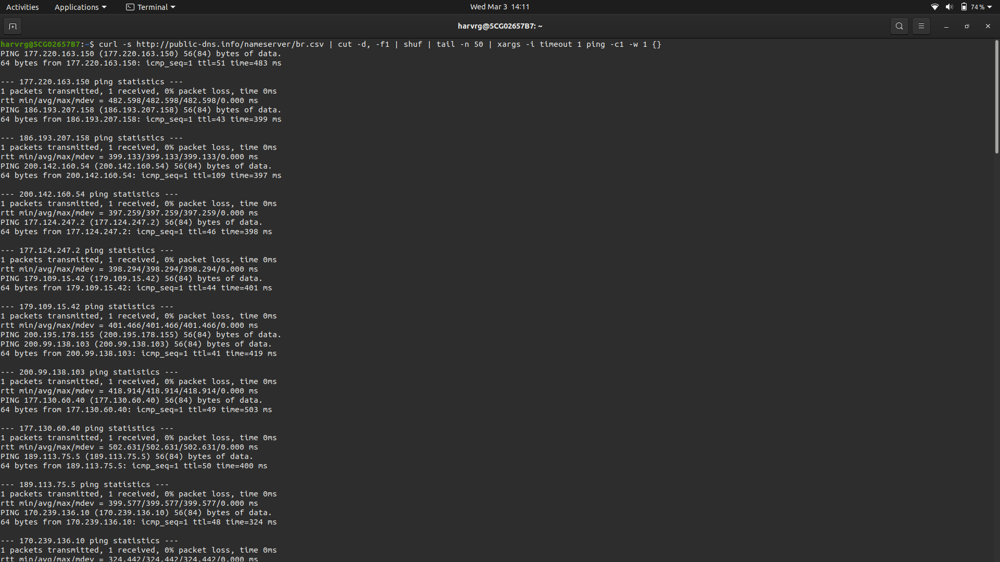 Activities Applications Terminal Wed Mar 3 14:11 74%
harvrg@5CG02657B7: ~
harvrg@5CG02657B7:~$ curl -s http://public-dns.info/nameserver/br.csv | cut -d, -f1 | shuf | tail -n 50 | xargs -i timeout 1 ping -c1 -w 1 {}
PING 177.220.163.150 (177.220.163.150) 56(84) bytes of data.
64 bytes from 177.220.163.150: icmp_seq=1 ttl=51 time=483 ms

--- 177.220.163.150 ping statistics ---
1 packets transmitted, 1 received, 0% packet loss, time 0ms
rtt min/avg/max/mdev = 482.598/482.598/482.598/0.000 ms
PING 186.193.207.158 (186.193.207.158) 56(84) bytes of data.
64 bytes from 186.193.207.158: icmp_seq=1 ttl=43 time=399 ms

--- 186.193.207.158 ping statistics ---
1 packets transmitted, 1 received, 0% packet loss, time 0ms
rtt min/avg/max/mdev = 399.133/399.133/399.133/0.000 ms
PING 200.142.160.54 (200.142.160.54) 56(84) bytes of data.
64 bytes from 200.142.160.54: icmp_seq=1 ttl=109 time=397 ms

--- 200.142.160.54 ping statistics ---
1 packets transmitted, 1 received, 0% packet loss, time 0ms
rtt min/avg/max/mdev = 397.259/397.259/397.259/0.000 ms
PING 177.124.247.2 (177.124.247.2) 56(84) bytes of data.
64 bytes from 177.124.247.2: icmp_seq=1 ttl=46 time=398 ms

--- 177.124.247.2 ping statistics ---
1 packets transmitted, 1 received, 0% packet loss, time 0ms
rtt min/avg/max/mdev = 398.294/398.294/398.294/0.000 ms
PING 179.109.15.42 (179.109.15.42) 56(84) bytes of data.
64 bytes from 179.109.15.42: icmp_seq=1 ttl=44 time=401 ms

--- 179.109.15.42 ping statistics ---
1 packets transmitted, 1 received, 0% packet loss, time 0ms
rtt min/avg/max/mdev = 401.466/401.466/401.466/0.000 ms
PING 200.195.178.155 (200.195.178.155) 56(84) bytes of data.
PING 200.99.138.103 (200.99.138.103) 56(84) bytes of data.
64 bytes from 200.99.138.103: icmp_seq=1 ttl=41 time=419 ms

--- 200.99.138.103 ping statistics ---
1 packets transmitted, 1 received, 0% packet loss, time 0ms
rtt min/avg/max/mdev = 418.914/418.914/418.914/0.000 ms
PING 177.130.60.40 (177.130.60.40) 56(84) bytes of data.
64 bytes from 177.130.60.40: icmp_seq=1 ttl=49 time=503 ms

--- 177.130.60.40 ping statistics ---
1 packets transmitted, 1 received, 0% packet loss, time 0ms
rtt min/avg/max/mdev = 502.631/502.631/502.631/0.000 ms
PING 189.113.75.5 (189.113.75.5) 56(84) bytes of data.
64 bytes from 189.113.75.5: icmp_seq=1 ttl=50 time=400 ms

--- 189.113.75.5 ping statistics ---
1 packets transmitted, 1 received, 0% packet loss, time 0ms
rtt min/avg/max/mdev = 399.577/399.577/399.577/0.000 ms
PING 170.239.136.10 (170.239.136.10) 56(84) bytes of data.
64 bytes from 170.239.136.10: icmp_seq=1 ttl=48 time=324 ms

--- 170.239.136.10 ping statistics ---
1 packets transmitted, 1 received, 0% packet loss, time 0ms
rtt min/avg/max/mdev = 324.442/324.442/324.442/0.000 ms